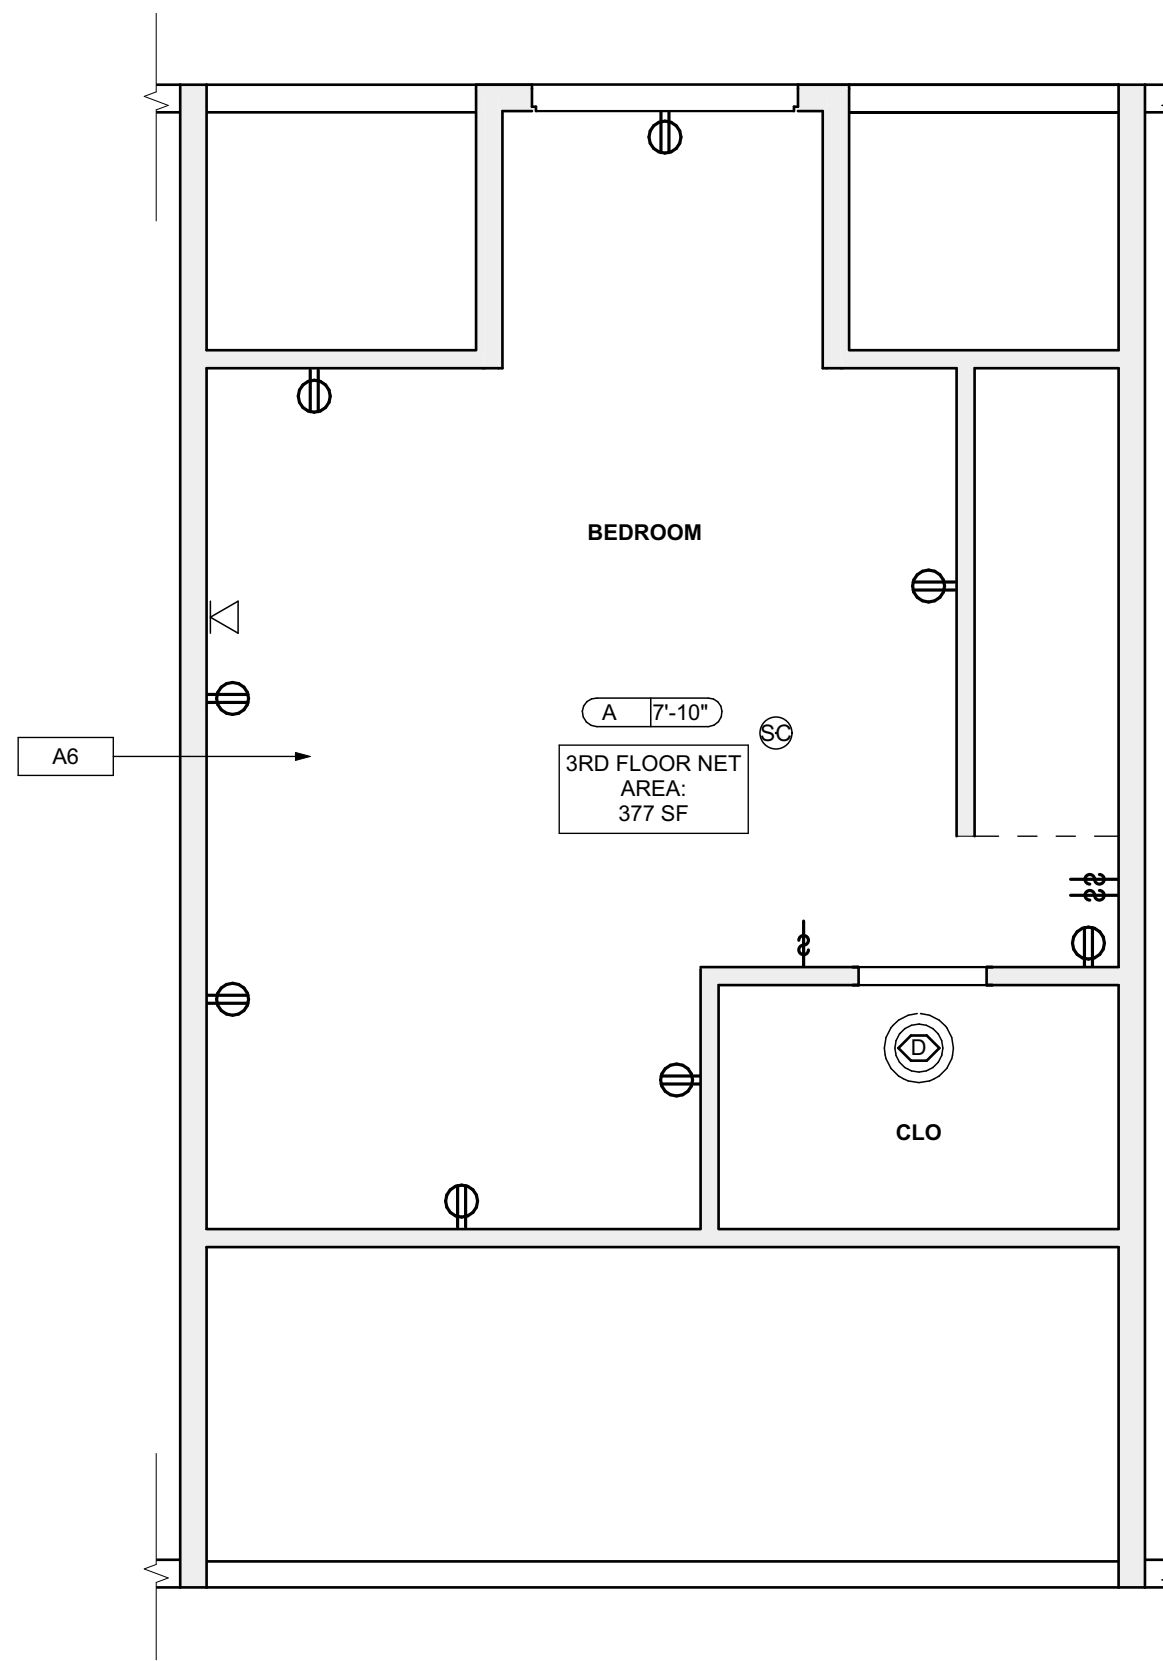 BEDROOM
A 7'-10"
SC
A6
3RD FLOOR NET
AREA:
377 SF
D
CLO